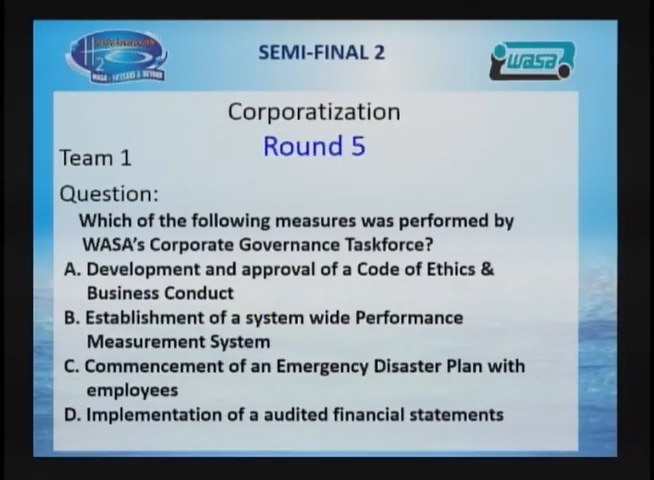 SEMI-FINAL 2
wasa
Corporatization
Round 5
Team 1
Question:
Which of the following measures was performed by
WASA's Corporate Governance Taskforce?
A. Development and approval of a Code of Ethics &
Business Conduct
B. Establishment of a system wide Performance
Measurement System
C. Commencement of an Emergency Disaster Plan with
employees
D. Implementation of a audited financial statements